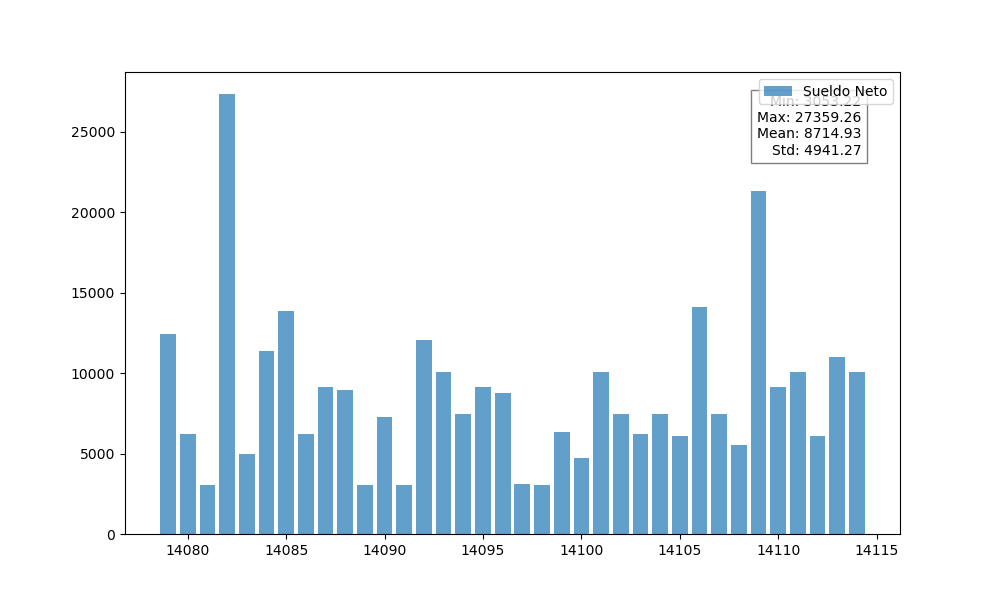 Sueldo Neto
Min: 3053.22
Max: 27359.26
Mean: 8714.93
Std: 4941.27
25000
20000
15000
10000
5000
0
14080 14085 14090 14095 14100 14105 14110 14115